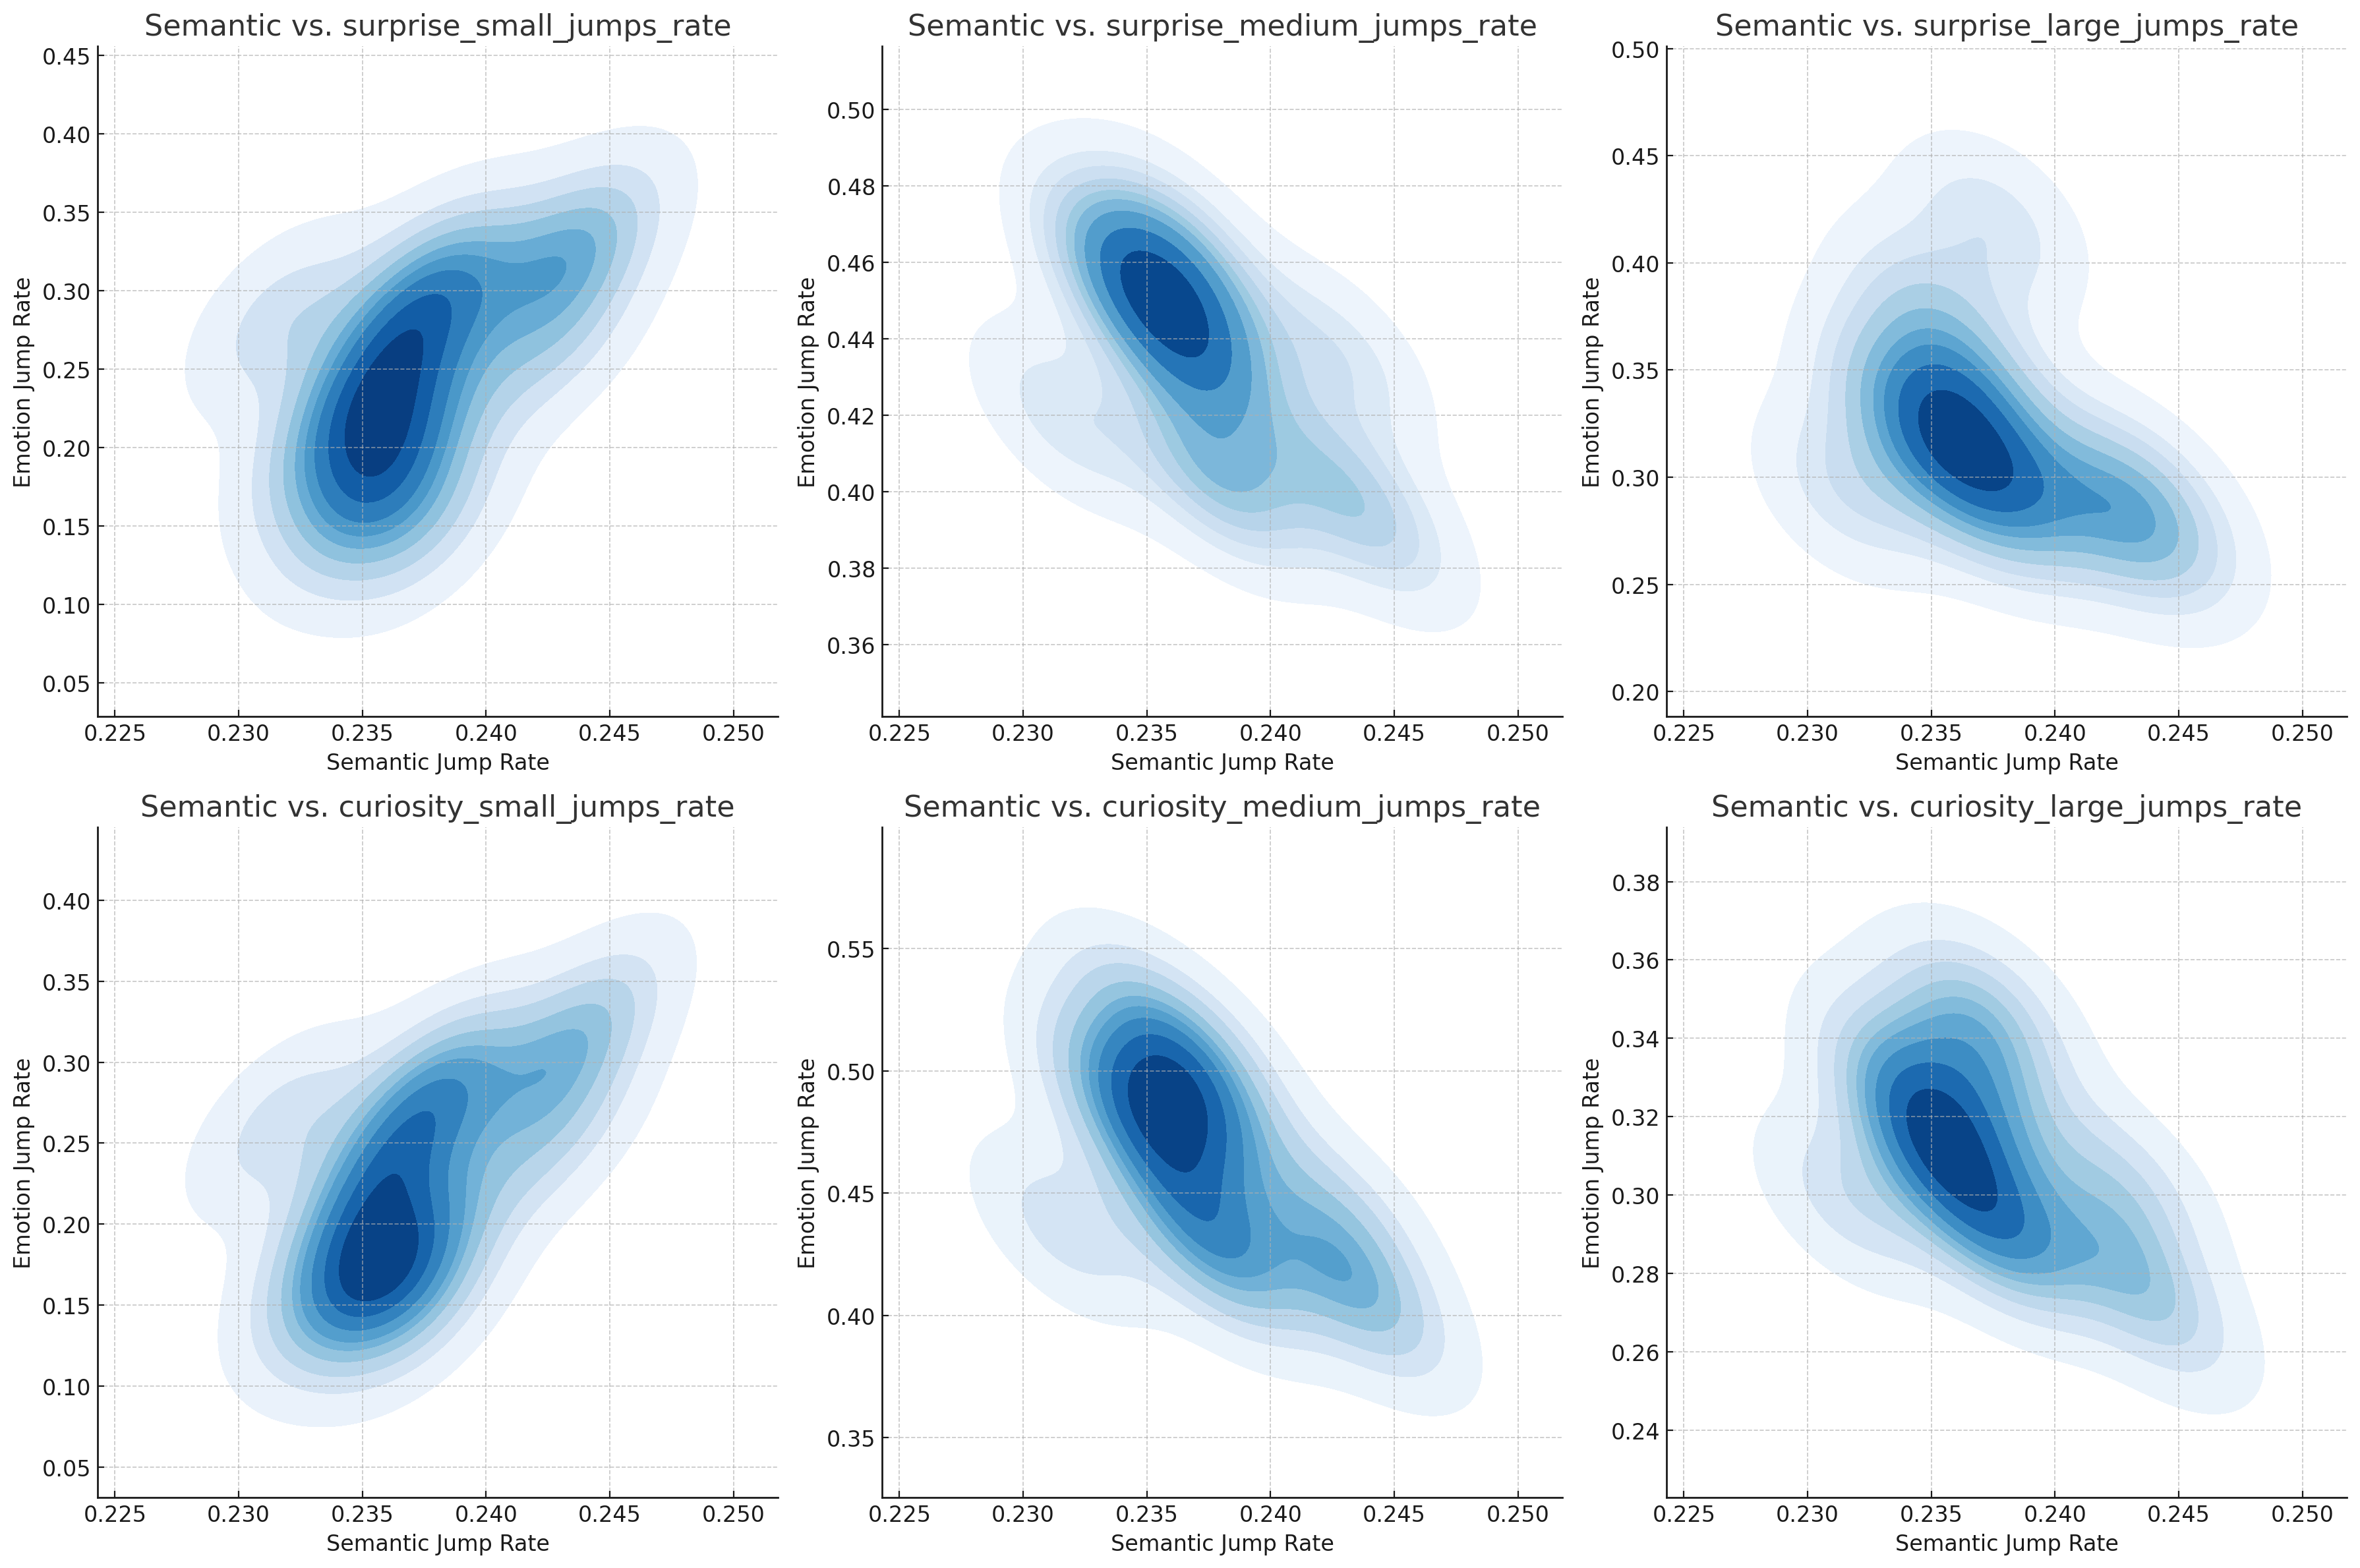 Semantic vs. surprise_small_jumps_rate
0.45
0.40
0.35
0.30
0.25
0.20
0.15
0.10
0.05
Emotion Jump Rate
0.225 0.230 0.235 0.240 0.245 0.250
Semantic Jump Rate
Semantic vs. surprise_medium_jumps_rate
0.50
0.48
0.46
0.44
0.42
0.40
0.38
0.36
Emotion Jump Rate
0.225 0.230 0.235 0.240 0.245 0.250
Semantic Jump Rate
Semantic vs. surprise_large_jumps_rate
0.50
0.45
0.40
0.35
0.30
0.25
0.20
Emotion Jump Rate
0.225 0.230 0.235 0.240 0.245 0.250
Semantic Jump Rate
Semantic vs. curiosity_small_jumps_rate
0.40
0.35
0.30
0.25
0.20
0.15
0.10
0.05
Emotion Jump Rate
0.225 0.230 0.235 0.240 0.245 0.250
Semantic Jump Rate
Semantic vs. curiosity_medium_jumps_rate
0.55
0.50
0.45
0.40
0.35
Emotion Jump Rate
0.225 0.230 0.235 0.240 0.245 0.250
Semantic Jump Rate
Semantic vs. curiosity_large_jumps_rate
0.38
0.36
0.34
0.32
0.30
0.28
0.26
0.24
Emotion Jump Rate
0.225 0.230 0.235 0.240 0.245 0.250
Semantic Jump Rate